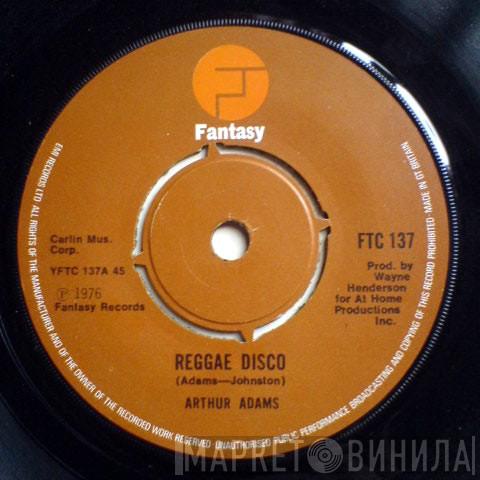 Fantasy
Carlin Mus.
Corp.
YFTC 137A 45
℗ 1976
Fantasy Records
FTC 137
Prod. by
Wayne
Henderson
for At Home
Productions
Inc.
REGGAE DISCO
(Adams—Johnston)
ARTHUR ADAMS
EMI RECORDS LTD ALL RIGHTS OF THE MANUFACTURER AND OF THE OWNER OF THE RECORDED WORK RESERVED · UNAUTHORISED PUBLIC PERFORMANCE BROADCASTING AND COPYING OF THIS RECORD PROHIBITED · MADE IN GT BRITAIN
МАРКЕТ ВИНИЛА